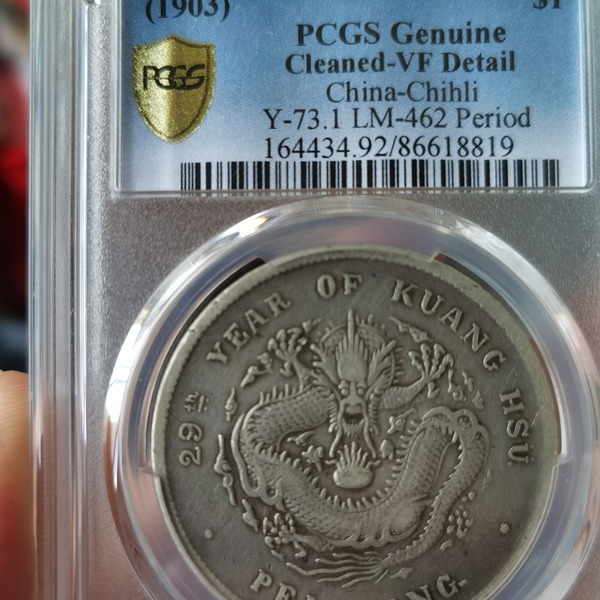 (1903) $1
PCGS Genuine
Cleaned-VF Detail
China-Chihli
Y-73.1 LM-462 Period
164434.92/86618819
PCGS
29th YEAR OF KUANG HSÜ